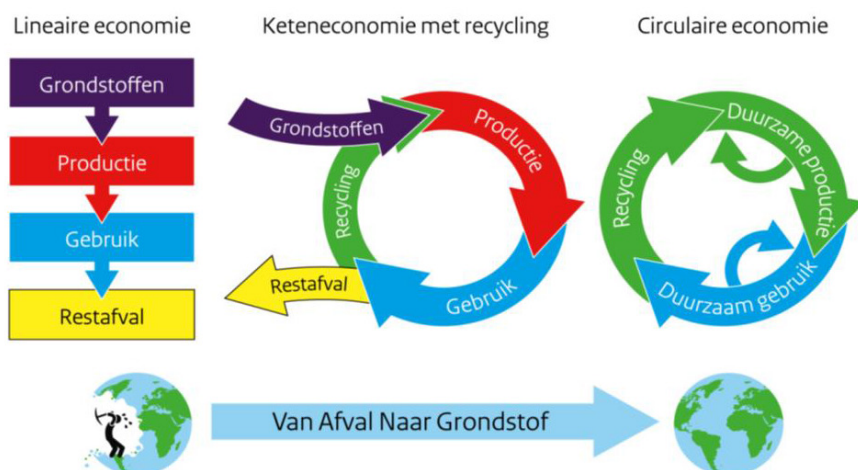 Lineaire economie
Grondstoffen
Productie
Gebruik
Restafval
Keteneconomie met recycling
Grondstoffen
Productie
Gebruik
Restafval
Recycling
Circulaire economie
Duurzame productie
Duurzaam gebruik
Recycling
Van Afval Naar Grondstof